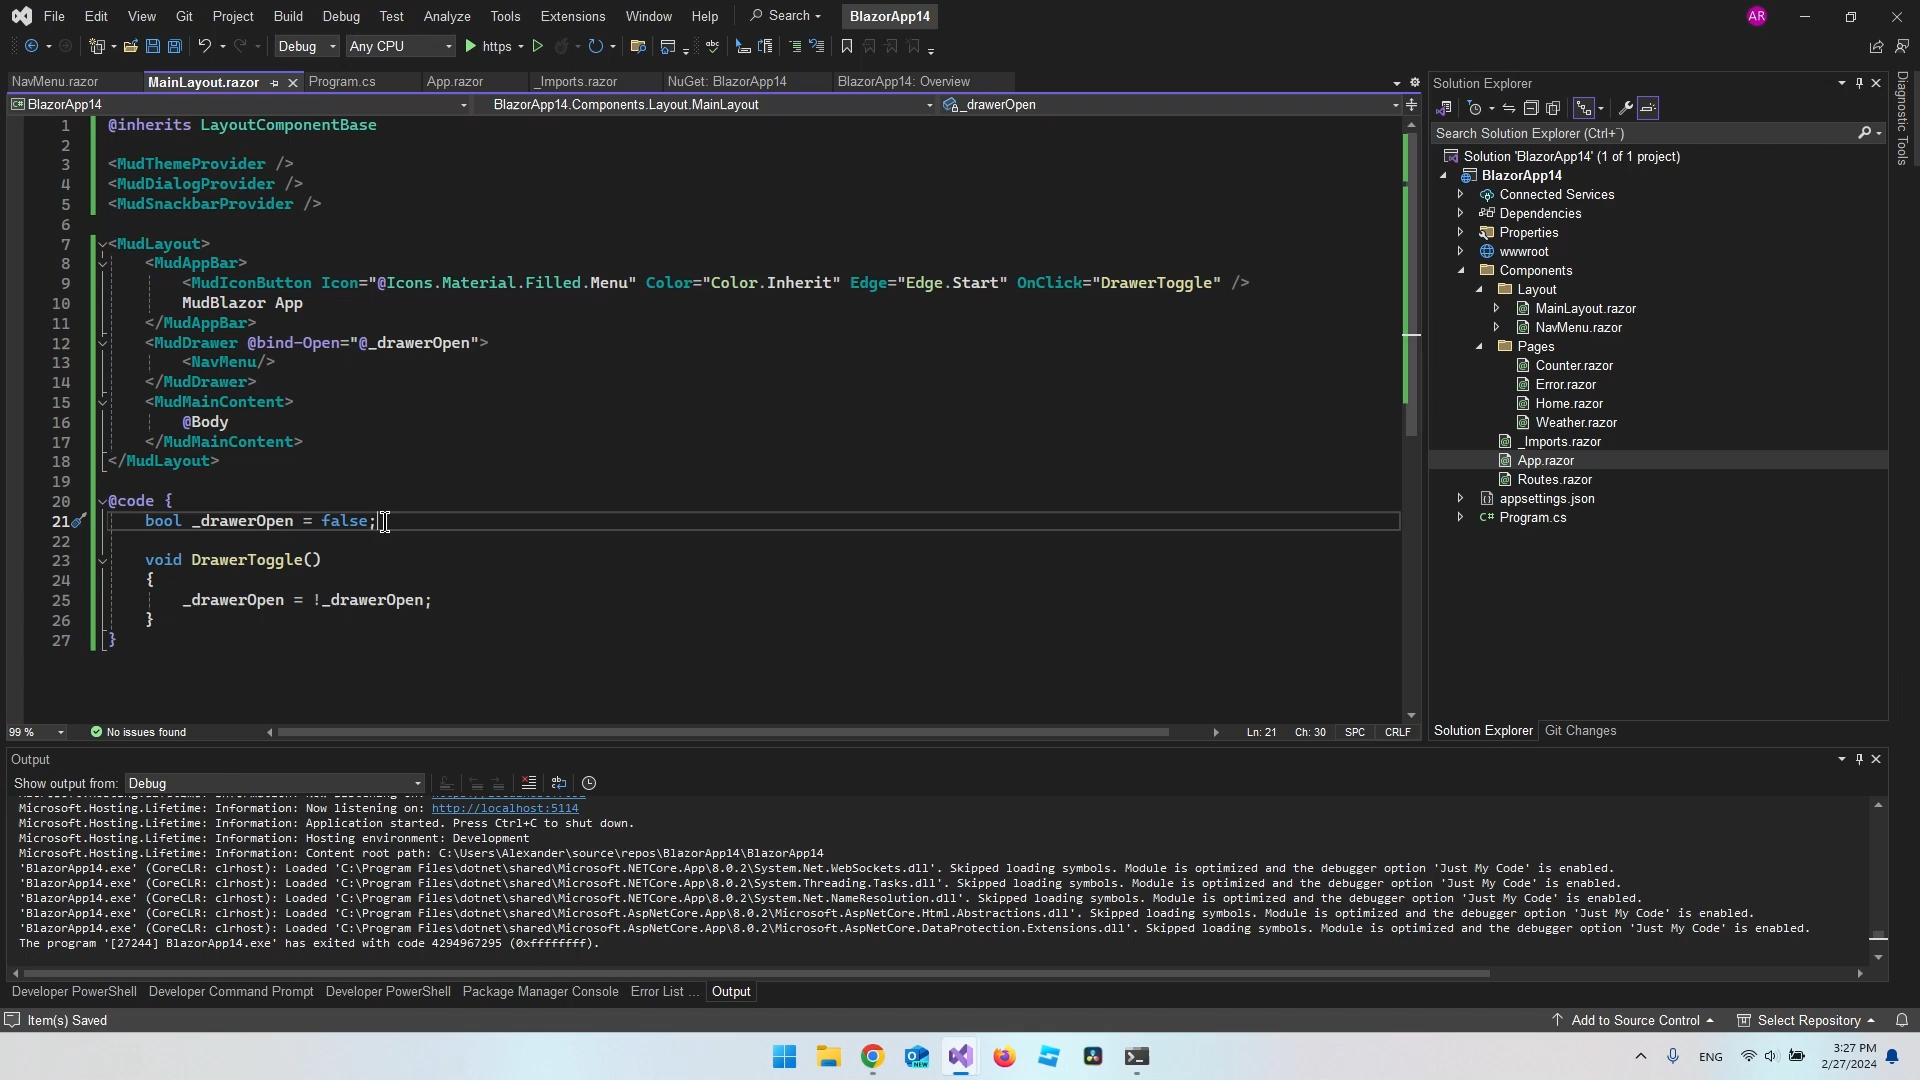 File Edit View Git Project Build Debug Test Analyze Tools Extensions Window Help Search BlazorApp14 AR
Debug Any CPU https
NavMenu.razor MainLayout.razor Program.cs App.razor _Imports.razor NuGet: BlazorApp14 BlazorApp14: Overview
BlazorApp14 BlazorApp14.Components.Layout.MainLayout _drawerOpen
1 @inherits LayoutComponentBase
2
3 <MudThemeProvider />
4 <MudDialogProvider />
5 <MudSnackbarProvider />
6
7 <MudLayout>
8 <MudAppBar>
9 <MudIconButton Icon="@Icons.Material.Filled.Menu" Color="Color.Inherit" Edge="Edge.Start" OnClick="DrawerToggle" />
10 MudBlazor App
11 </MudAppBar>
12 <MudDrawer @bind-Open="@_drawerOpen">
13 <NavMenu/>
14 </MudDrawer>
15 <MudMainContent>
16 @Body
17 </MudMainContent>
18 </MudLayout>
19
20 @code {
21 bool _drawerOpen = false;
22
23 void DrawerToggle()
24 {
25 _drawerOpen = !_drawerOpen;
26 }
27 }
99 % No issues found Ln: 21 Ch: 30 SPC CRLF
Solution Explorer
Search Solution Explorer (Ctrl+¨)
Solution 'BlazorApp14' (1 of 1 project)
BlazorApp14
Connected Services
Dependencies
Properties
wwwroot
Components
Layout
MainLayout.razor
NavMenu.razor
Pages
Counter.razor
Error.razor
Home.razor
Weather.razor
_Imports.razor
App.razor
Routes.razor
appsettings.json
C# Program.cs
Solution Explorer Git Changes
Diagnostic Tools
Output
Show output from: Debug
Microsoft.Hosting.Lifetime: Information: Now listening on: http://localhost:5114
Microsoft.Hosting.Lifetime: Information: Application started. Press Ctrl+C to shut down.
Microsoft.Hosting.Lifetime: Information: Hosting environment: Development
Microsoft.Hosting.Lifetime: Information: Content root path: C:\Users\Alexander\source\repos\BlazorApp14\BlazorApp14
'BlazorApp14.exe' (CoreCLR: clrhost): Loaded 'C:\Program Files\dotnet\shared\Microsoft.NETCore.App\8.0.2\System.Net.WebSockets.dll'. Skipped loading symbols. Module is optimized and the debugger option 'Just My Code' is enabled.
'BlazorApp14.exe' (CoreCLR: clrhost): Loaded 'C:\Program Files\dotnet\shared\Microsoft.NETCore.App\8.0.2\System.Threading.Tasks.dll'. Skipped loading symbols. Module is optimized and the debugger option 'Just My Code' is enabled.
'BlazorApp14.exe' (CoreCLR: clrhost): Loaded 'C:\Program Files\dotnet\shared\Microsoft.NETCore.App\8.0.2\System.Net.NameResolution.dll'. Skipped loading symbols. Module is optimized and the debugger option 'Just My Code' is enabled.
'BlazorApp14.exe' (CoreCLR: clrhost): Loaded 'C:\Program Files\dotnet\shared\Microsoft.AspNetCore.App\8.0.2\Microsoft.AspNetCore.Html.Abstractions.dll'. Skipped loading symbols. Module is optimized and the debugger option 'Just My Code' is enabled.
'BlazorApp14.exe' (CoreCLR: clrhost): Loaded 'C:\Program Files\dotnet\shared\Microsoft.AspNetCore.App\8.0.2\Microsoft.AspNetCore.DataProtection.Extensions.dll'. Skipped loading symbols. Module is optimized and the debugger option 'Just My Code' is enabled.
The program '[27244] BlazorApp14.exe' has exited with code 4294967295 (0xffffffff).
Developer PowerShell Developer Command Prompt Developer PowerShell Package Manager Console Error List ... Output
Item(s) Saved Add to Source Control Select Repository
NEW ENG 3:27 PM
2/27/2024